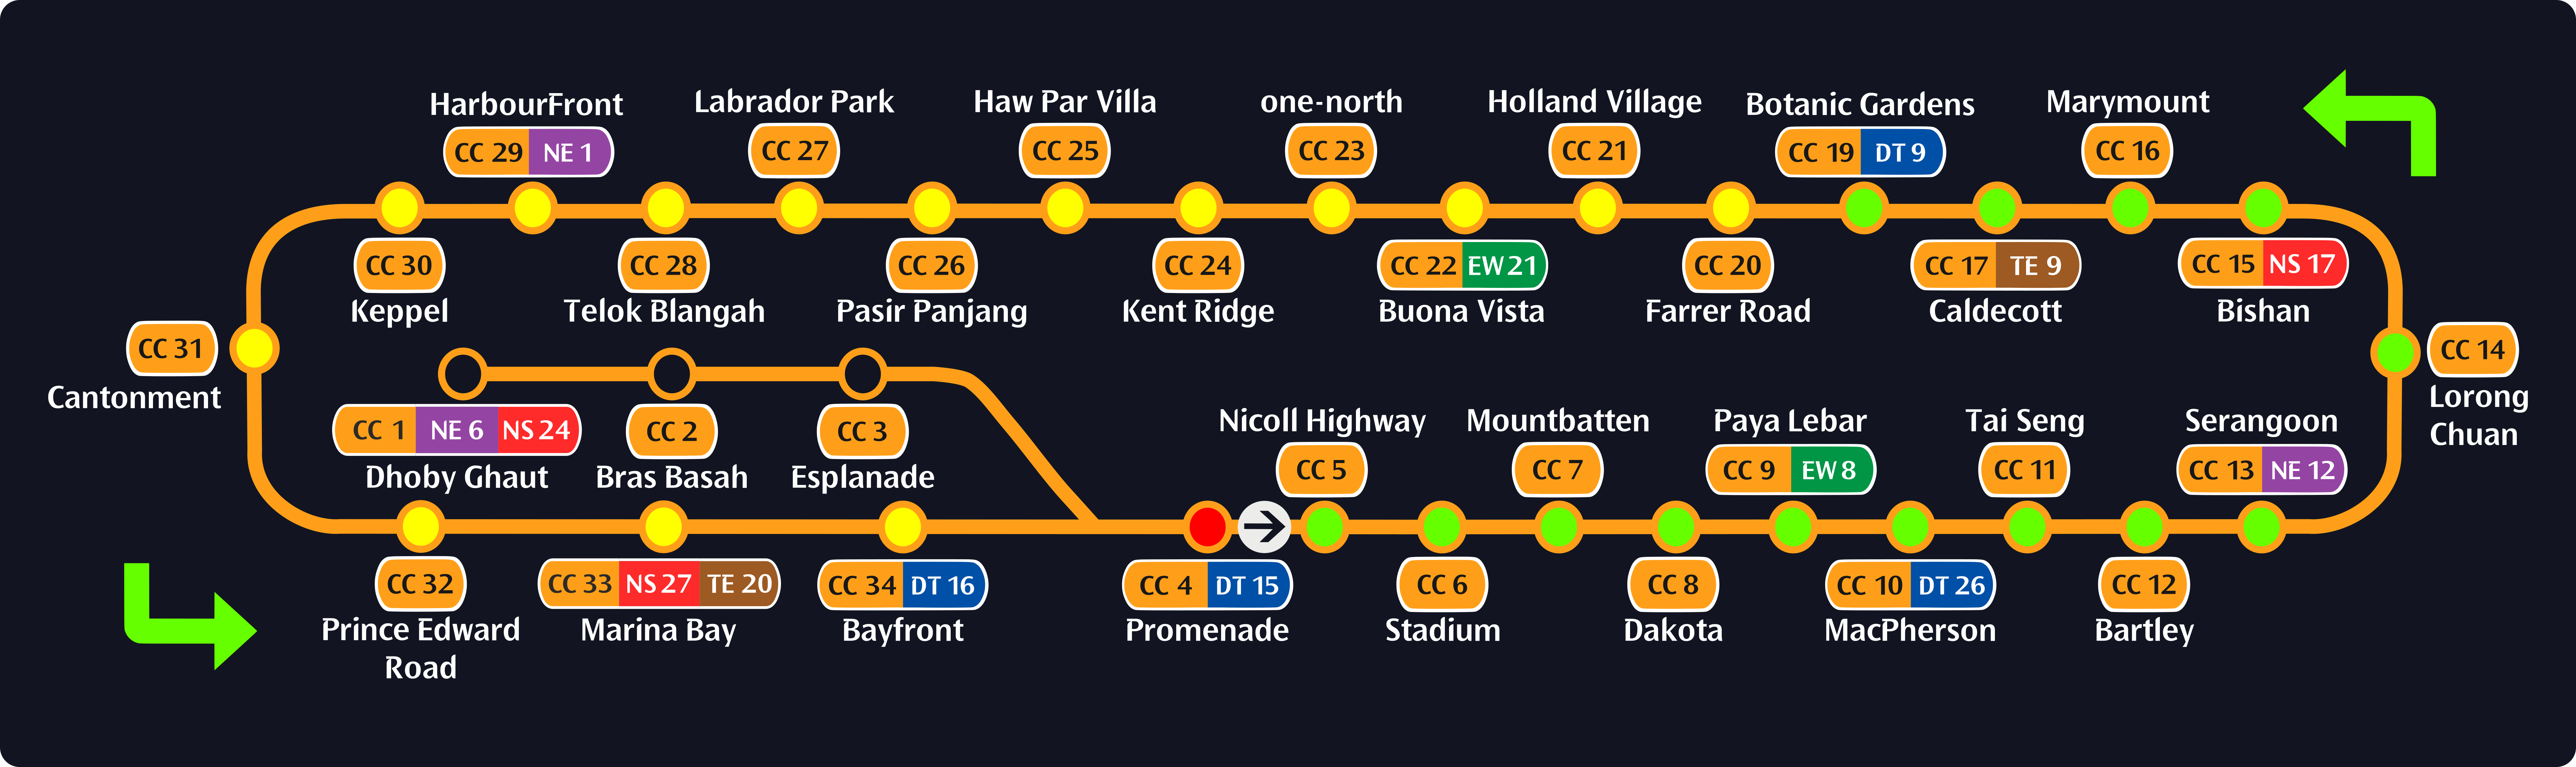 HarbourFront
CC 29 NE 1
Labrador Park
CC 27
Haw Par Villa
CC 25
one-north
CC 23
Holland Village
CC 21
Botanic Gardens
CC 19 DT 9
Marymount
CC 16
CC 30
Keppel
CC 28
Telok Blangah
CC 26
Pasir Panjang
CC 24
Kent Ridge
CC 22 EW 21
Buona Vista
CC 20
Farrer Road
CC 17 TE 9
Caldecott
CC 15 NS 17
Bishan
CC 31
Cantonment
CC 14
Lorong
Chuan
CC 1 NE 6 NS 24
Dhoby Ghaut
CC 2
Bras Basah
CC 3
Esplanade
Nicoll Highway
CC 5
Mountbatten
CC 7
Paya Lebar
CC 9 EW 8
Tai Seng
CC 11
Serangoon
CC 13 NE 12
CC 32
Prince Edward
Road
CC 33 NS 27 TE 20
Marina Bay
CC 34 DT 16
Bayfront
CC 4 DT 15
Promenade
CC 6
Stadium
CC 8
Dakota
CC 10 DT 26
MacPherson
CC 12
Bartley